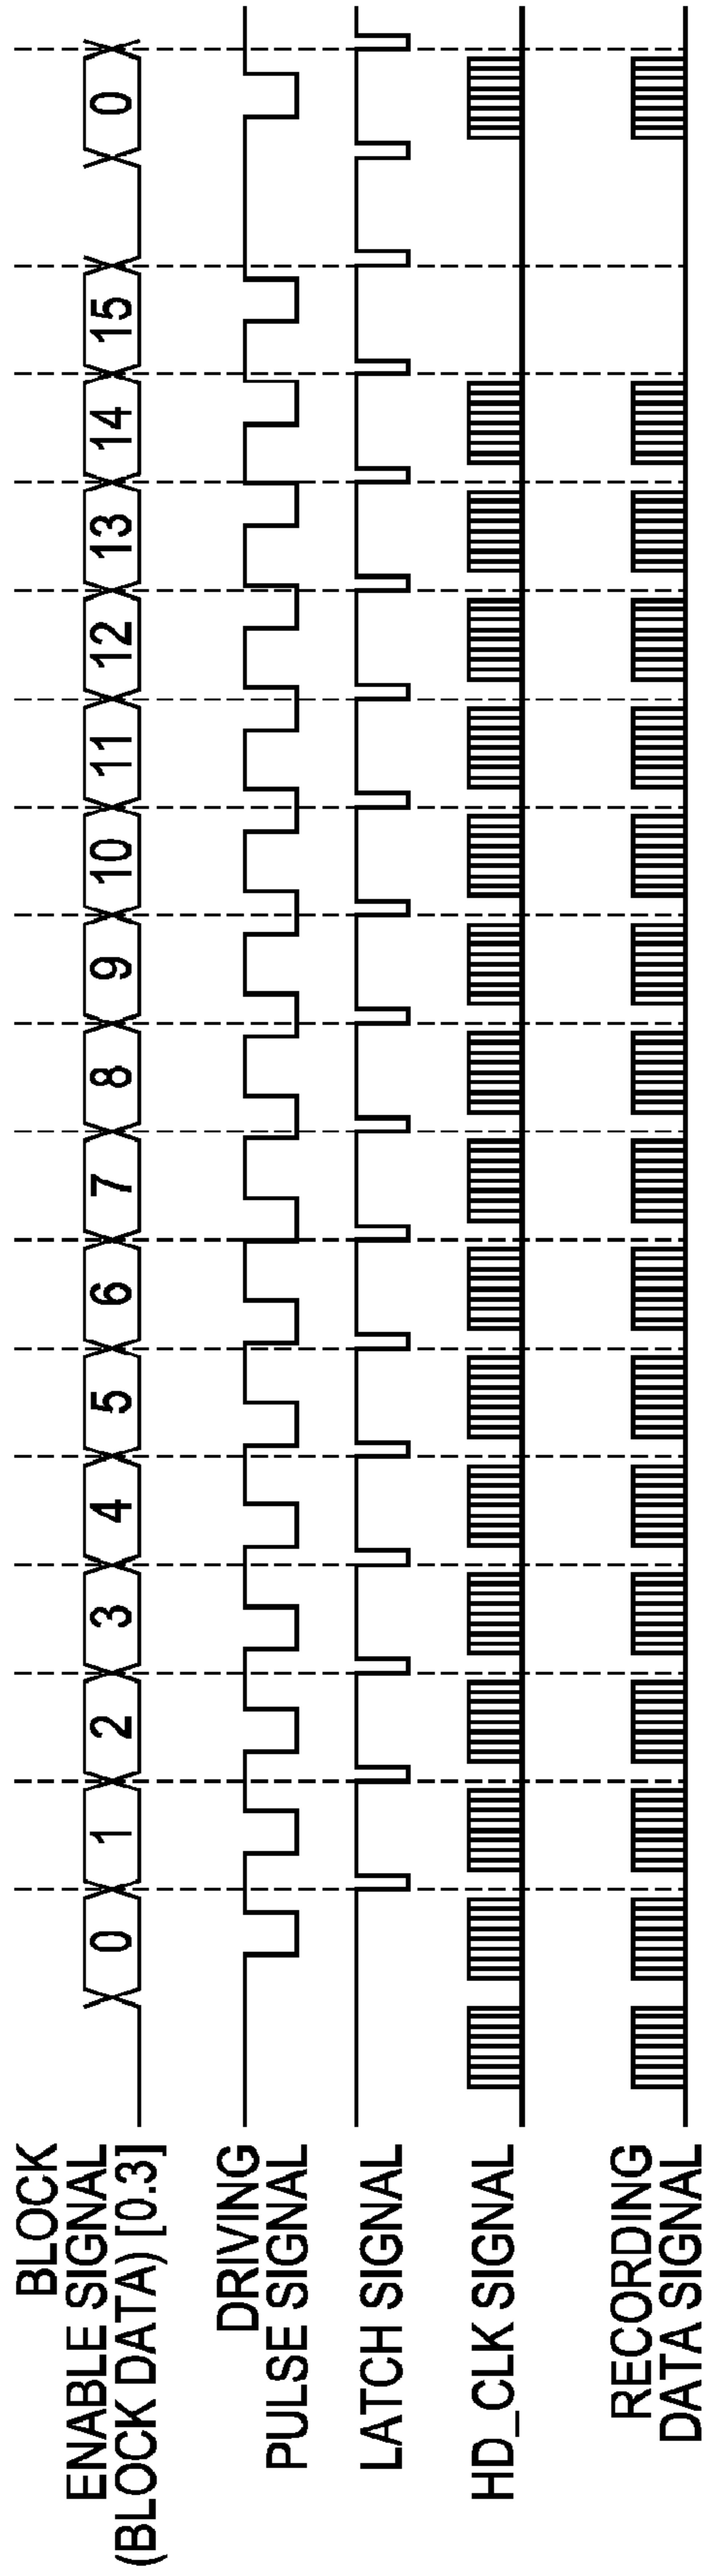 BLOCK
ENABLE SIGNAL
(BLOCK DATA) [0.3]
0 1 2 3 4 5 6 7 8 9 10 11 12 13 14 15 0
DRIVING
PULSE SIGNAL
LATCH SIGNAL
HD_CLK SIGNAL
RECORDING
DATA SIGNAL